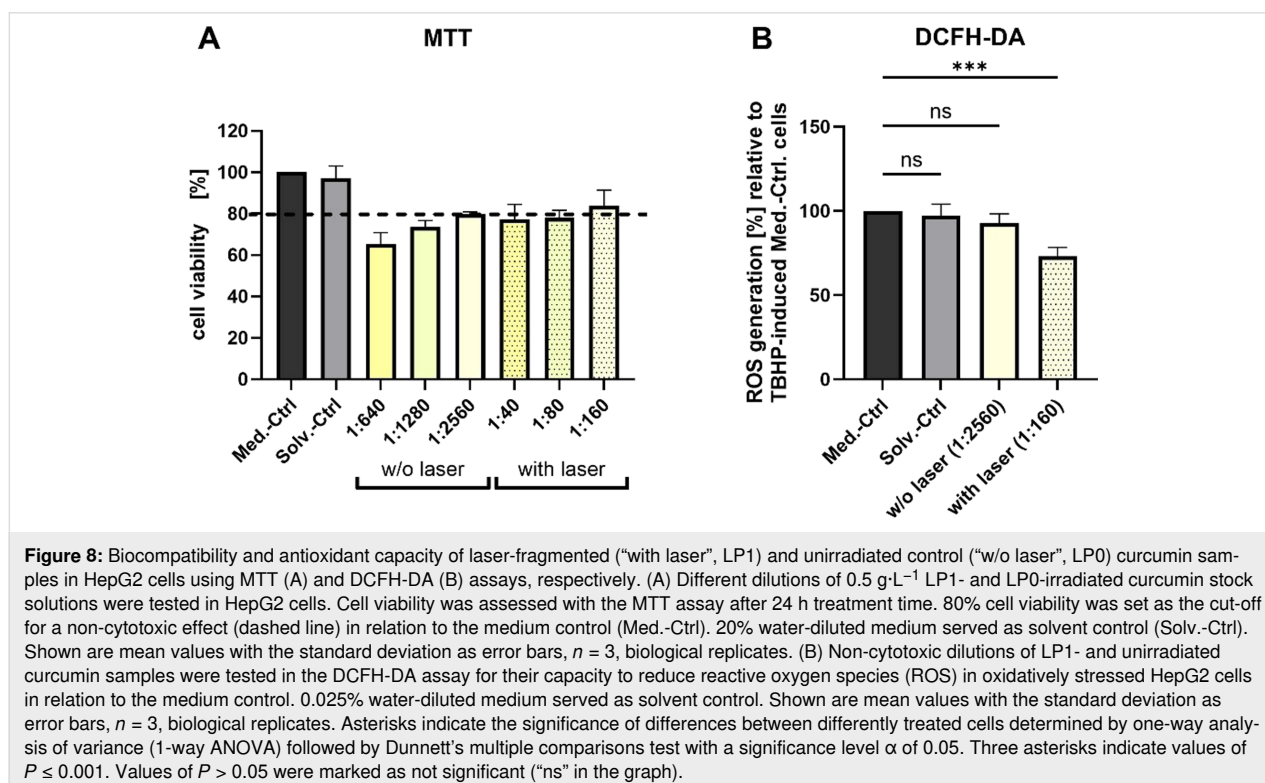 A
MTT
cell viability [%]
120
100
80
60
40
20
0
Med.-Ctrl
Solv.-Ctrl
1:640
1:1280
1:2560
1:40
1:80
1:160
w/o laser
with laser
B
DCFH-DA
***
ns
ns
ROS generation [%] relative to
TBHP-induced Med.-Ctrl. cells
150
100
50
0
Med.-Ctrl
Solv.-Ctrl
w/o laser (1:2560)
with laser (1:160)
Figure 8: Biocompatibility and antioxidant capacity of laser-fragmented (“with laser”, LP1) and unirradiated control (“w/o laser”, LP0) curcumin sam-
ples in HepG2 cells using MTT (A) and DCFH-DA (B) assays, respectively. (A) Different dilutions of 0.5 g·L−1 LP1- and LP0-irradiated curcumin stock
solutions were tested in HepG2 cells. Cell viability was assessed with the MTT assay after 24 h treatment time. 80% cell viability was set as the cut-off
for a non-cytotoxic effect (dashed line) in relation to the medium control (Med.-Ctrl). 20% water-diluted medium served as solvent control (Solv.-Ctrl).
Shown are mean values with the standard deviation as error bars, n = 3, biological replicates. (B) Non-cytotoxic dilutions of LP1- and unirradiated
curcumin samples were tested in the DCFH-DA assay for their capacity to reduce reactive oxygen species (ROS) in oxidatively stressed HepG2 cells
in relation to the medium control. 0.025% water-diluted medium served as solvent control. Shown are mean values with the standard deviation as
error bars, n = 3, biological replicates. Asterisks indicate the significance of differences between differently treated cells determined by one-way analy-
sis of variance (1-way ANOVA) followed by Dunnett’s multiple comparisons test with a significance level α of 0.05. Three asterisks indicate values of
P ≤ 0.001. Values of P > 0.05 were marked as not significant (“ns” in the graph).